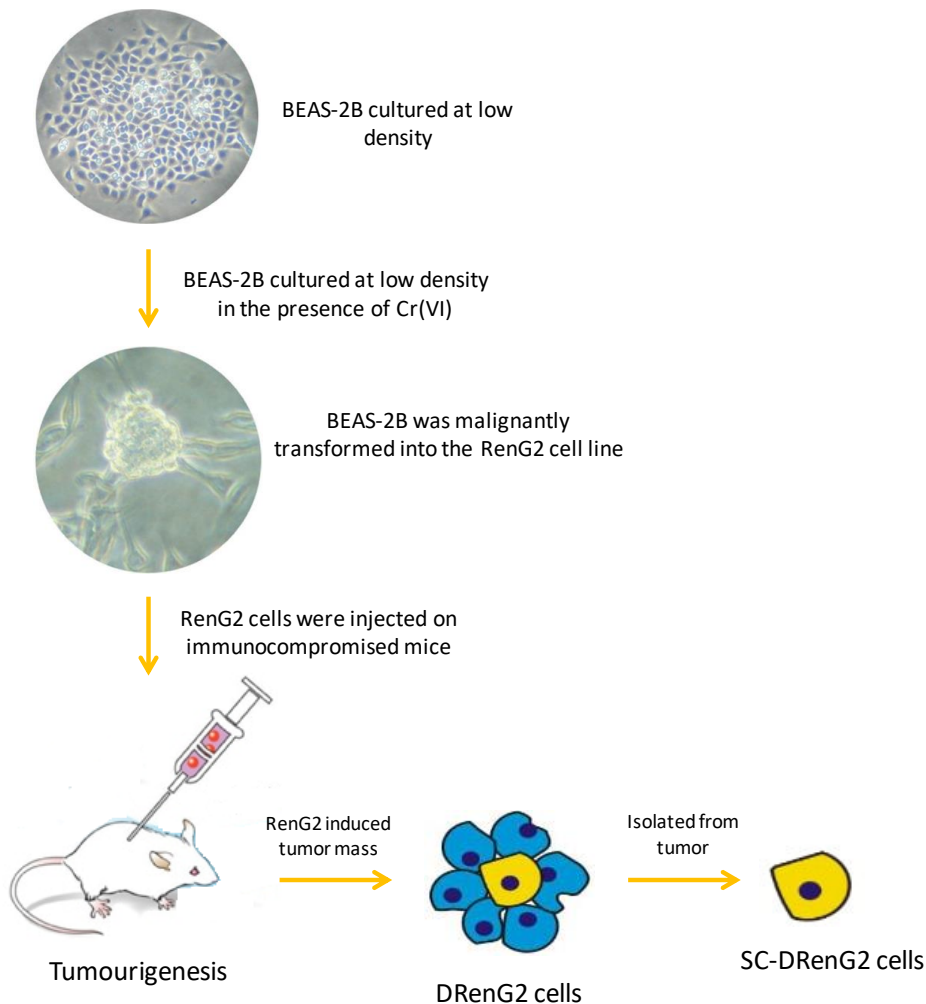 BEAS-2B cultured at low
density
BEAS-2B cultured at low density
in the presence of Cr(VI)
BEAS-2B was malignantly
transformed into the RenG2 cell line
RenG2 cells were injected on
immunocompromised mice
RenG2 induced
tumor mass
Isolated from
tumor
Tumourigenesis
DRenG2 cells
SC-DRenG2 cells